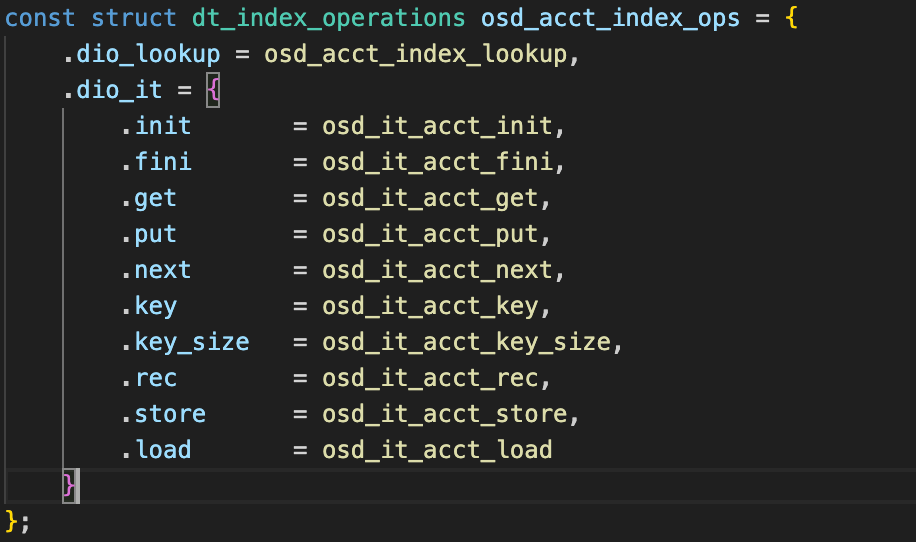 const struct dt_index_operations osd_acct_index_ops = {
    .dio_lookup = osd_acct_index_lookup,
    .dio_it = {
        .init       = osd_it_acct_init,
        .fini       = osd_it_acct_fini,
        .get        = osd_it_acct_get,
        .put        = osd_it_acct_put,
        .next       = osd_it_acct_next,
        .key        = osd_it_acct_key,
        .key_size   = osd_it_acct_key_size,
        .rec        = osd_it_acct_rec,
        .store      = osd_it_acct_store,
        .load       = osd_it_acct_load
    }
};